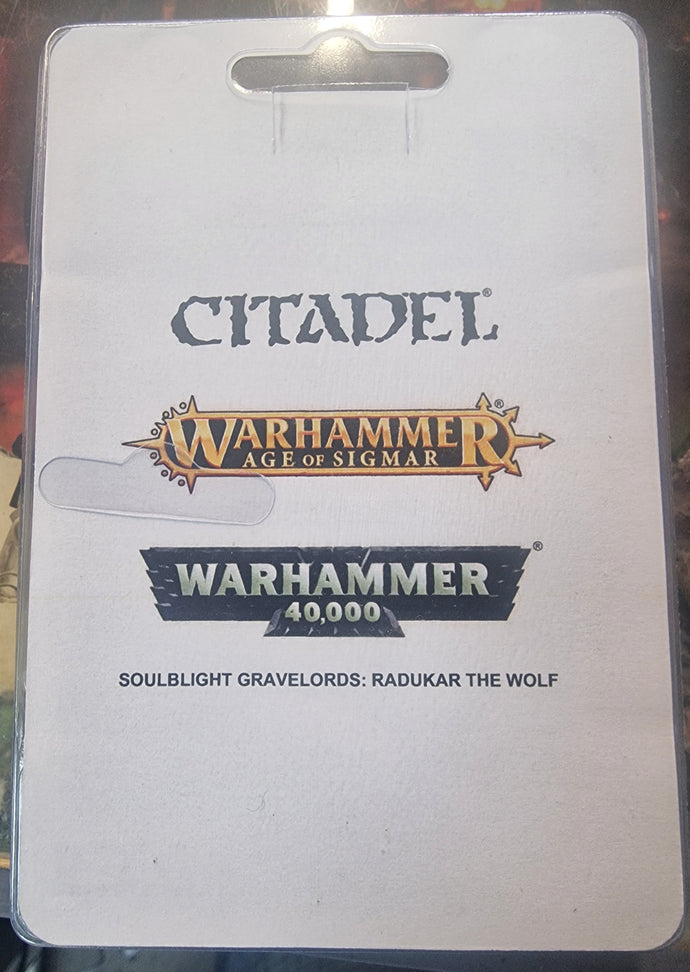 CITADEL®
WARHAMMER®
AGE OF SIGMAR
WARHAMMER®
40,000
SOULBLIGHT GRAVELORDS: RADUKAR THE WOLF